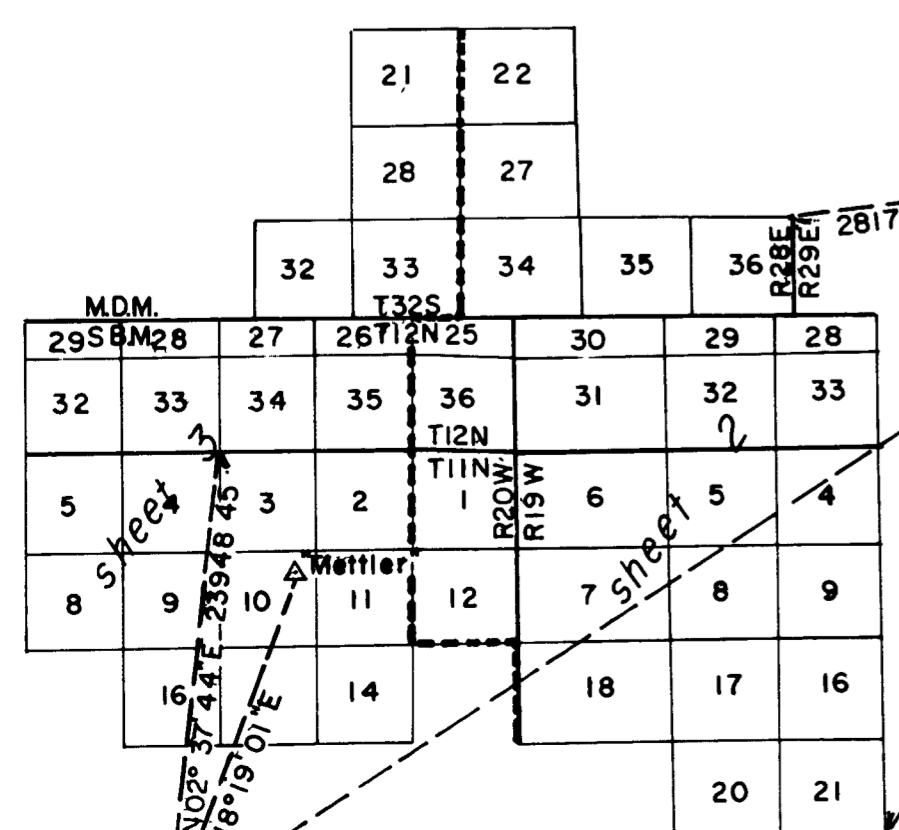 21 22
28 27
32 33 34 35 36 R28E R29E 2817
M.D.M. T.32S
S.B.M. T12N
29 28 27 26 25 30 29 28
32 33 34 35 36 31 32 33
3 T12N 2
T11N
5 4 3 2 1 R20W R19W 6 5 4
sheet sheet
"Mettler"
8 9 10 11 12 7 8 9
16 14 18 17 16
20 21
N02° 37' 44"E 23948.45
8°19'01"E